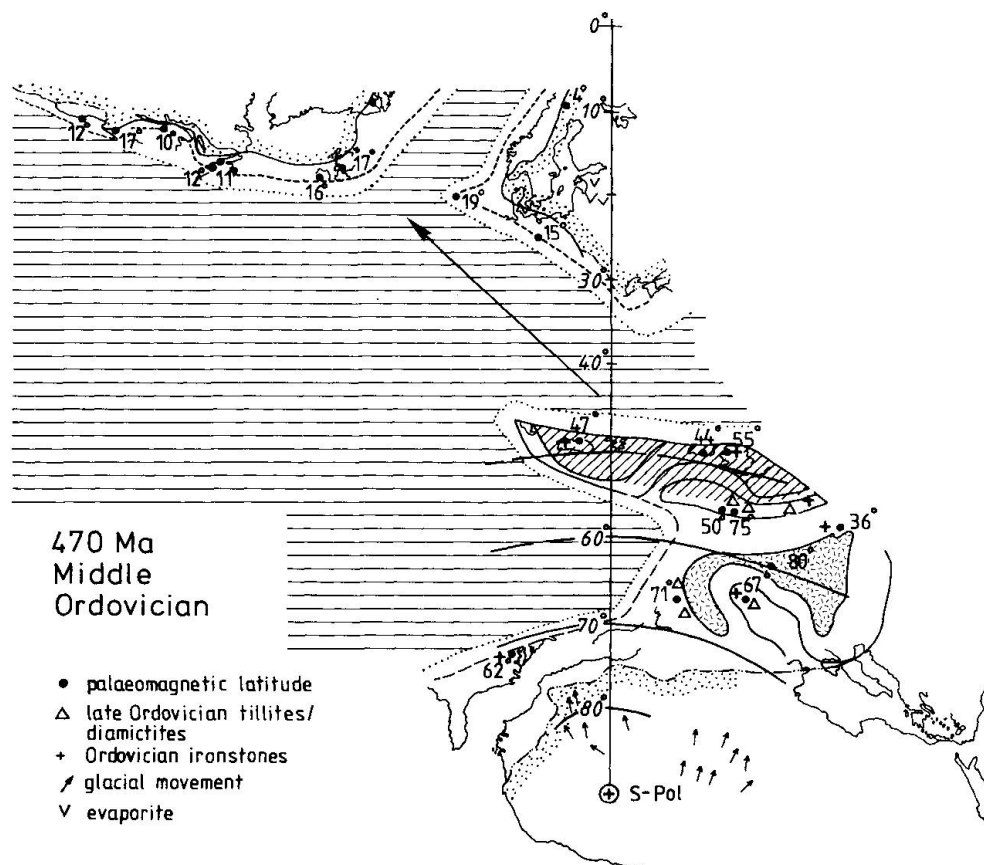 0°
4°
10°
12°
17°
10°
12°
11°
16°
17°
19°
15°
30°
40°
47°
44°
55°
50°
75°
36°
60°
80°
71°
67°
70°
62°
80°
S-Pol
470 Ma
Middle
Ordovician
palaeomagnetic latitude
late Ordovician tillites/
diamictites
Ordovician ironstones
glacial movement
evaporite